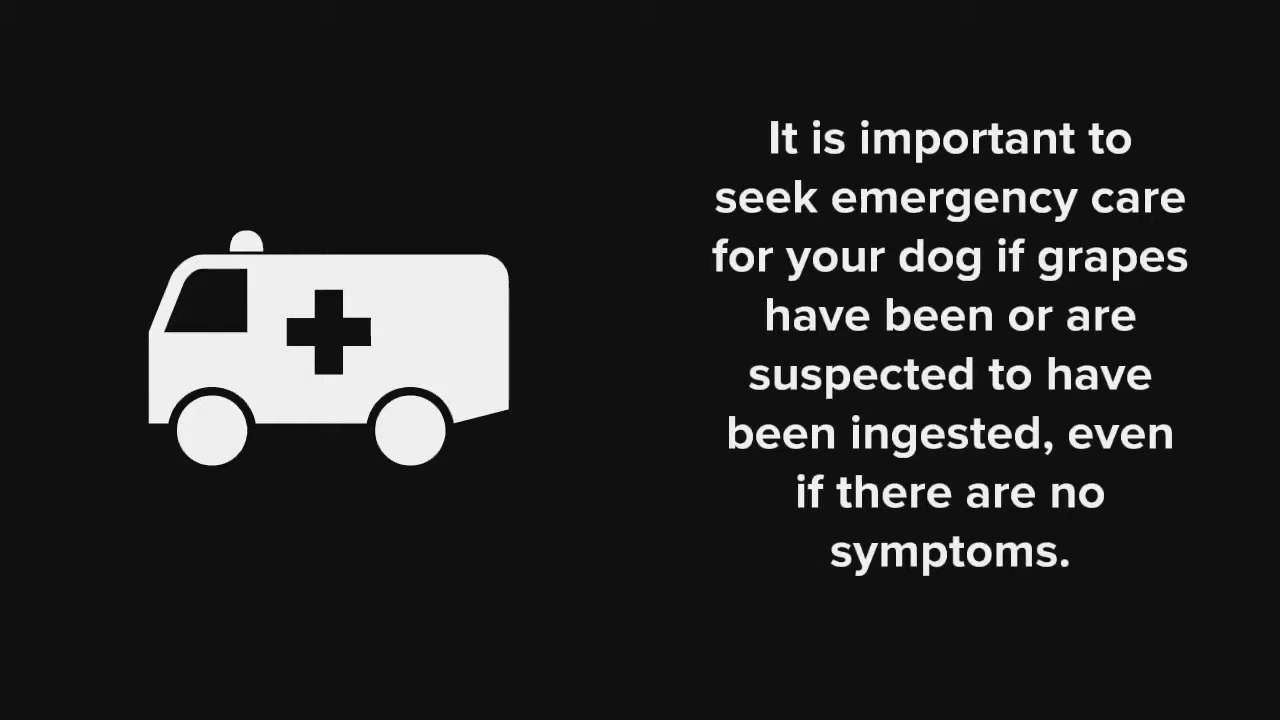 It is important to
seek emergency care
for your dog if grapes
have been or are
suspected to have
been ingested, even
if there are no
symptoms.